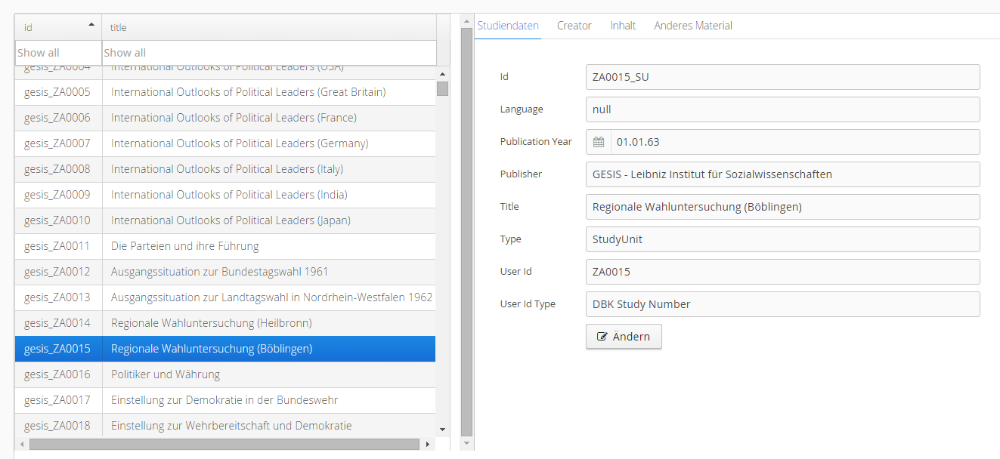 id title
Show all Show all
gesis_ZA0004 International Outlooks of Political Leaders (USA)
gesis_ZA0005 International Outlooks of Political Leaders (Great Britain)
gesis_ZA0006 International Outlooks of Political Leaders (France)
gesis_ZA0007 International Outlooks of Political Leaders (Germany)
gesis_ZA0008 International Outlooks of Political Leaders (Italy)
gesis_ZA0009 International Outlooks of Political Leaders (India)
gesis_ZA0010 International Outlooks of Political Leaders (Japan)
gesis_ZA0011 Die Parteien und ihre Führung
gesis_ZA0012 Ausgangssituation zur Bundestagswahl 1961
gesis_ZA0013 Ausgangssituation zur Landtagswahl in Nordrhein-Westfalen 1962
gesis_ZA0014 Regionale Wahluntersuchung (Heilbronn)
gesis_ZA0015 Regionale Wahluntersuchung (Böblingen)
gesis_ZA0016 Politiker und Währung
gesis_ZA0017 Einstellung zur Demokratie in der Bundeswehr
gesis_ZA0018 Einstellung zur Wehrbereitschaft und Demokratie
Studiendaten Creator Inhalt Anderes Material
Id ZA0015_SU
Language null
Publication Year 01.01.63
Publisher GESIS - Leibniz Institut für Sozialwissenschaften
Title Regionale Wahluntersuchung (Böblingen)
Type StudyUnit
User Id ZA0015
User Id Type DBK Study Number
Ändern